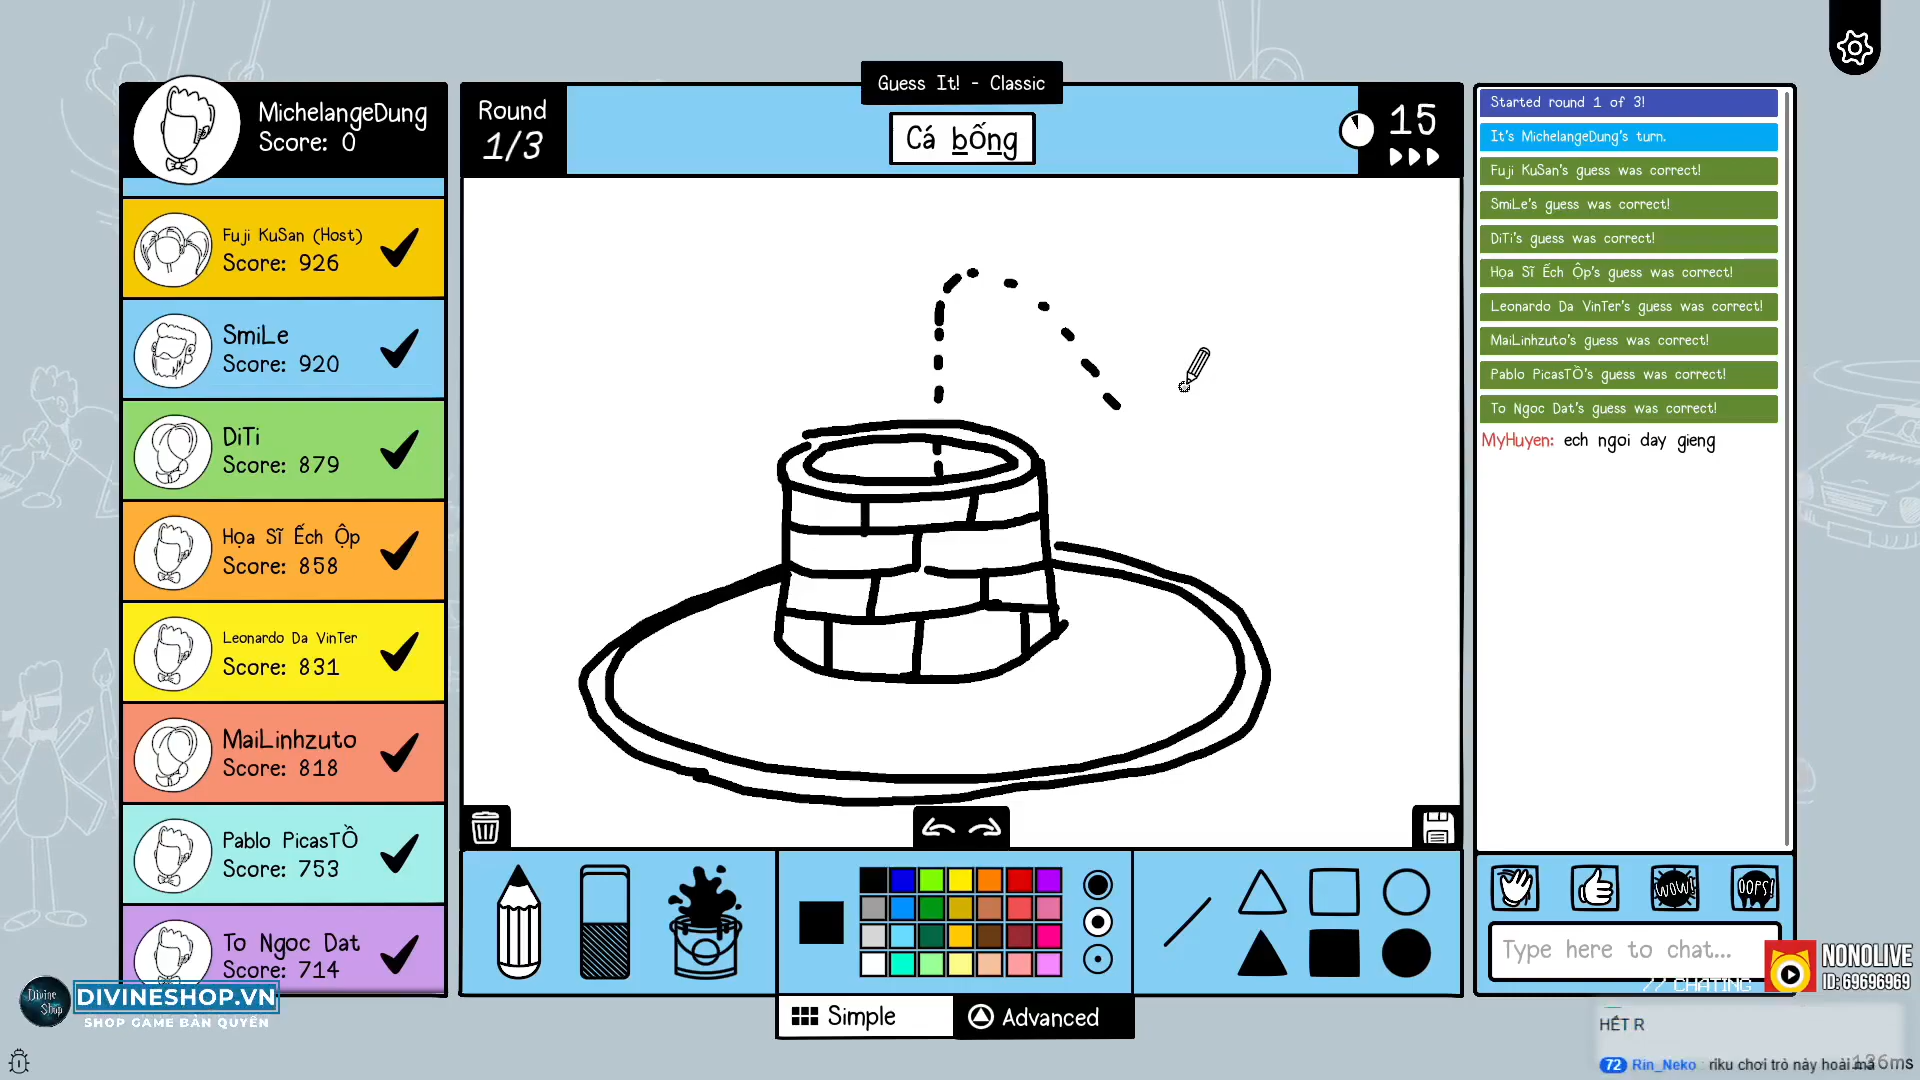 Guess It! - Classic
MichelangeDung
Score: 0
Round
1/3
Cá bống
15
Fuji KuSan (Host)
Score: 926
SmiLe
Score: 920
DiTi
Score: 879
Họa Sĩ Ếch Ộp
Score: 858
Leonardo Da VinTer
Score: 831
MaiLinhzuto
Score: 818
Pablo PicasTỒ
Score: 753
To Ngoc Dat
Score: 714
Started round 1 of 3!
It's MichelangeDung's turn.
Fuji KuSan's guess was correct!
SmiLe's guess was correct!
DiTi's guess was correct!
Họa Sĩ Ếch Ộp's guess was correct!
Leonardo Da VinTer's guess was correct!
MaiLinhzuto's guess was correct!
Pablo PicasTỒ's guess was correct!
To Ngoc Dat's guess was correct!
MyHuyen: ech ngoi day gieng
WOW!
OOPS!
Type here to chat...
// CHATING
NONOLIVE
ID:69696969
Simple
Advanced
Divine Shop
DIVINESHOP.VN
SHOP GAME BẢN QUYỀN
HẾT R
72 Rin_Neko riku chơi trò này hoài mà
136ms